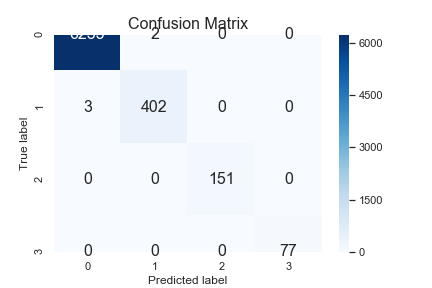 Confusion Matrix
0 2 0 0
1 3 402 0 0
2 0 0 151 0
3 0 0 0 77
0 1 2 3
True label
Predicted label
6000
4500
3000
1500
0